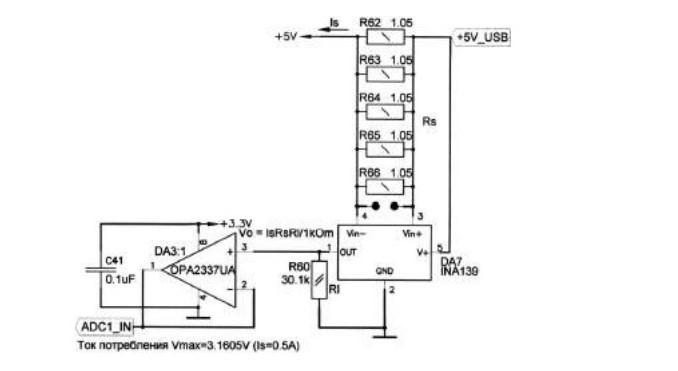 Is R62 1.05
+5V +5V_USB
R63 1.05
R64 1.05
Rs
R65 1.05
R66 1.05
4 3
+3.3V
Vo = IsRsRl/1kOm
Vin- Vin+
8
DA3:1 + 3 1 OUT V+ 5
C41 1 OPA2337UA R60 DA7
0.1uF 30.1k GND INA139
- 2 Rl
4 2
ADC1_IN
Ток потребления Vmax=3.1605V (Is=0.5A)